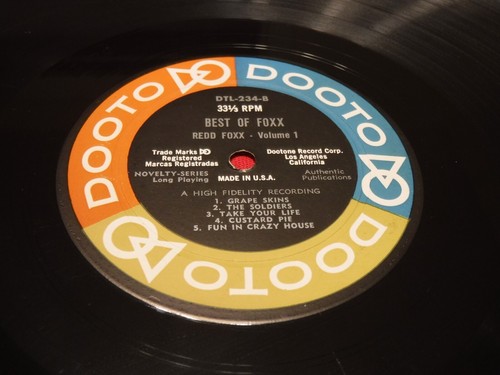 DOOTO
DOOTO
DOOTO
DTL-234-B
33⅓ RPM
BEST OF FOXX
REDD FOXX - Volume 1
Trade Marks
Registered
Marcas Registradas
Dootone Record Corp.
Los Angeles
California
NOVELTY-SERIES
Long Playing
MADE IN U.S.A.
Authentic
Publications
A HIGH FIDELITY RECORDING
1. GRAPE SKINS
2. THE SOLDIERS
3. TAKE YOUR LIFE
4. CUSTARD PIE
5. FUN IN CRAZY HOUSE